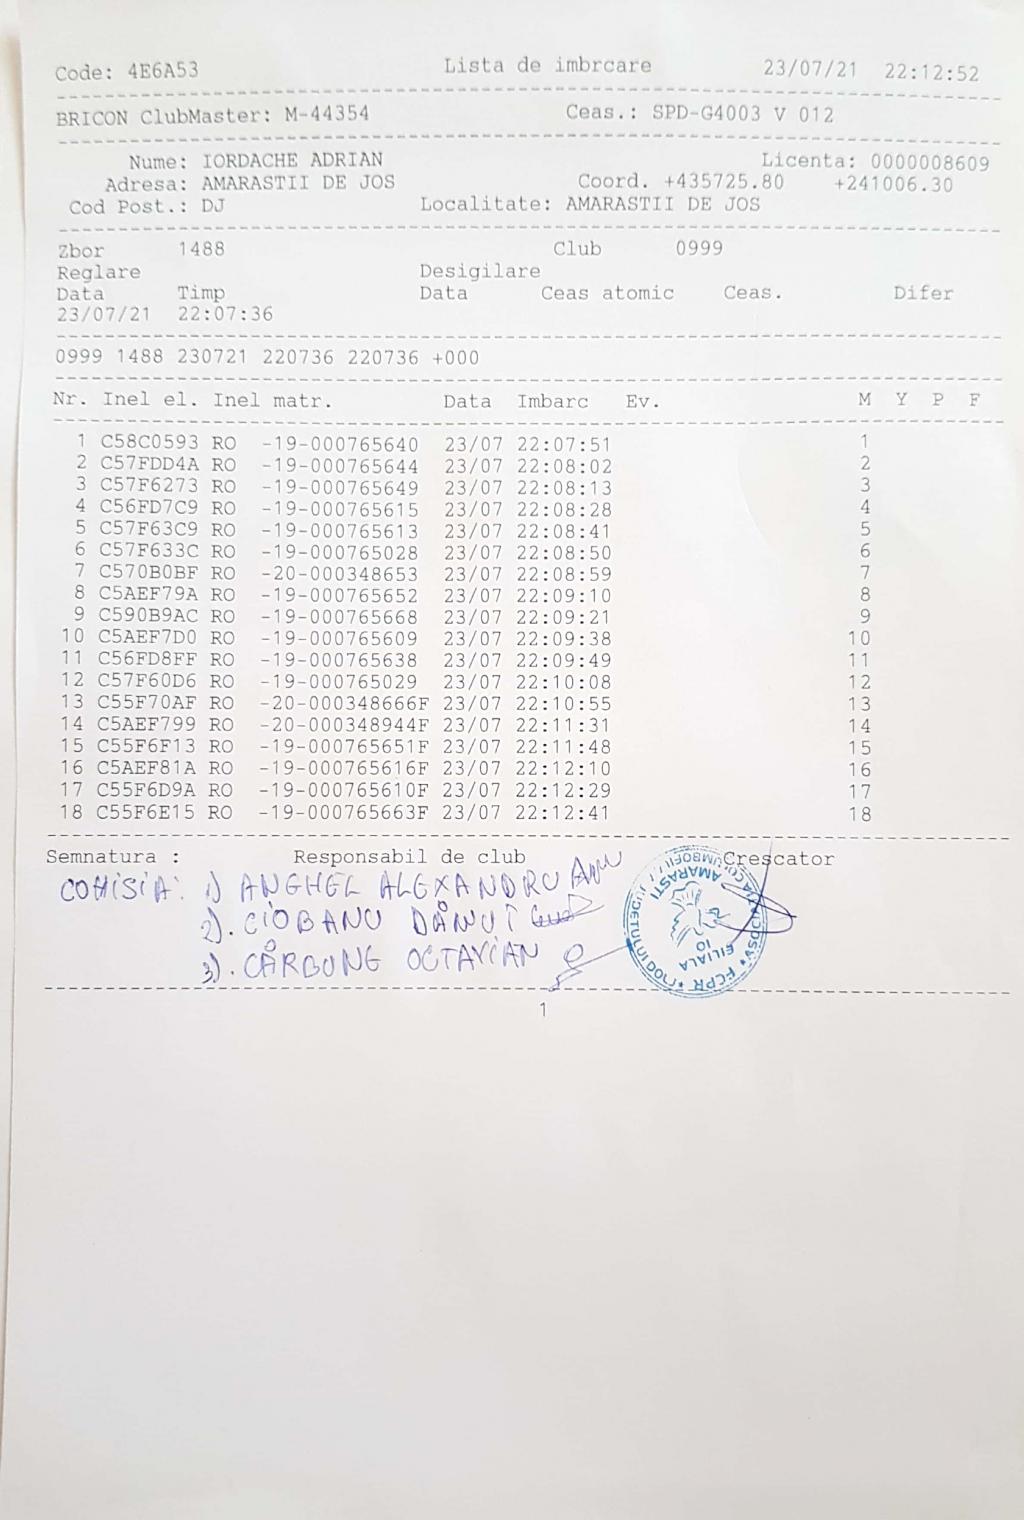 Code: 4E6A53 Lista de imbrcare 23/07/21 22:12:52
BRICON ClubMaster: M-44354 Ceas.: SPD-G4003 V 012
Nume: IORDACHE ADRIAN Licenta: 0000008609
Adresa: AMARASTII DE JOS Coord. +435725.80 +241006.30
Cod Post.: DJ Localitate: AMARASTII DE JOS
Zbor 1488 Club 0999
Reglare Desigilare
Data Timp Data Ceas atomic Ceas. Difer
23/07/21 22:07:36
0999 1488 230721 220736 220736 +000
Nr. Inel el. Inel matr. Data Imbarc Ev. M Y P F
1 C58C0593 RO -19-000765640 23/07 22:07:51 1
2 C57FDD4A RO -19-000765644 23/07 22:08:02 2
3 C57F6273 RO -19-000765649 23/07 22:08:13 3
4 C56FD7C9 RO -19-000765615 23/07 22:08:28 4
5 C57F63C9 RO -19-000765613 23/07 22:08:41 5
6 C57F633C RO -19-000765028 23/07 22:08:50 6
7 C570B0BF RO -20-000348653 23/07 22:08:59 7
8 C5AEF79A RO -19-000765652 23/07 22:09:10 8
9 C590B9AC RO -19-000765668 23/07 22:09:21 9
10 C5AEF7D0 RO -19-000765609 23/07 22:09:38 10
11 C56FD8FF RO -19-000765638 23/07 22:09:49 11
12 C57F60D6 RO -19-000765029 23/07 22:10:08 12
13 C55F70AF RO -20-000348666F 23/07 22:10:55 13
14 C5AEF799 RO -20-000348944F 23/07 22:11:31 14
15 C55F6F13 RO -19-000765651F 23/07 22:11:48 15
16 C5AEF81A RO -19-000765616F 23/07 22:12:10 16
17 C55F6D9A RO -19-000765610F 23/07 22:12:29 17
18 C55F6E15 RO -19-000765663F 23/07 22:12:41 18
Semnatura : Responsabil de club Crescator
COMISIA: 1) ANGHEL ALEXANDRU
2). CIOBANU DĂNUȚ
3). CĂRBUNE OCTAVIAN
FILIALA
10
AMARASTI
FCPR
1